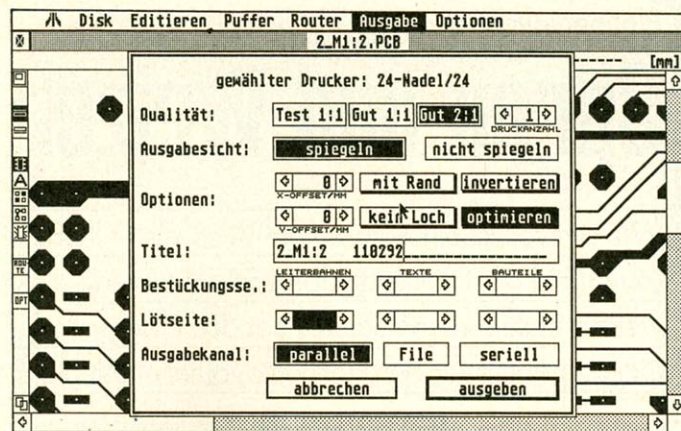 Disk Editieren Puffer Router Ausgabe Optionen
2_M1:2.PCB
[mm]
gewählter Drucker: 24-Nadel/24
Qualität: Test 1:1 Gut 1:1 Gut 2:1 1
DRUCKANZAHL
Ausgabesicht: spiegeln nicht spiegeln
Optionen: 0 mit Rand invertieren
X-OFFSET/MM
0 kein Loch optimieren
Y-OFFSET/MM
Titel: 2_M1:2 110292
LEITERBAHNEN TEXTE BAUTEILE
Bestückungsse.:
Lötseite:
Ausgabekanal: parallel File seriell
abbrechen ausgeben
A
ROU
TE
OPT